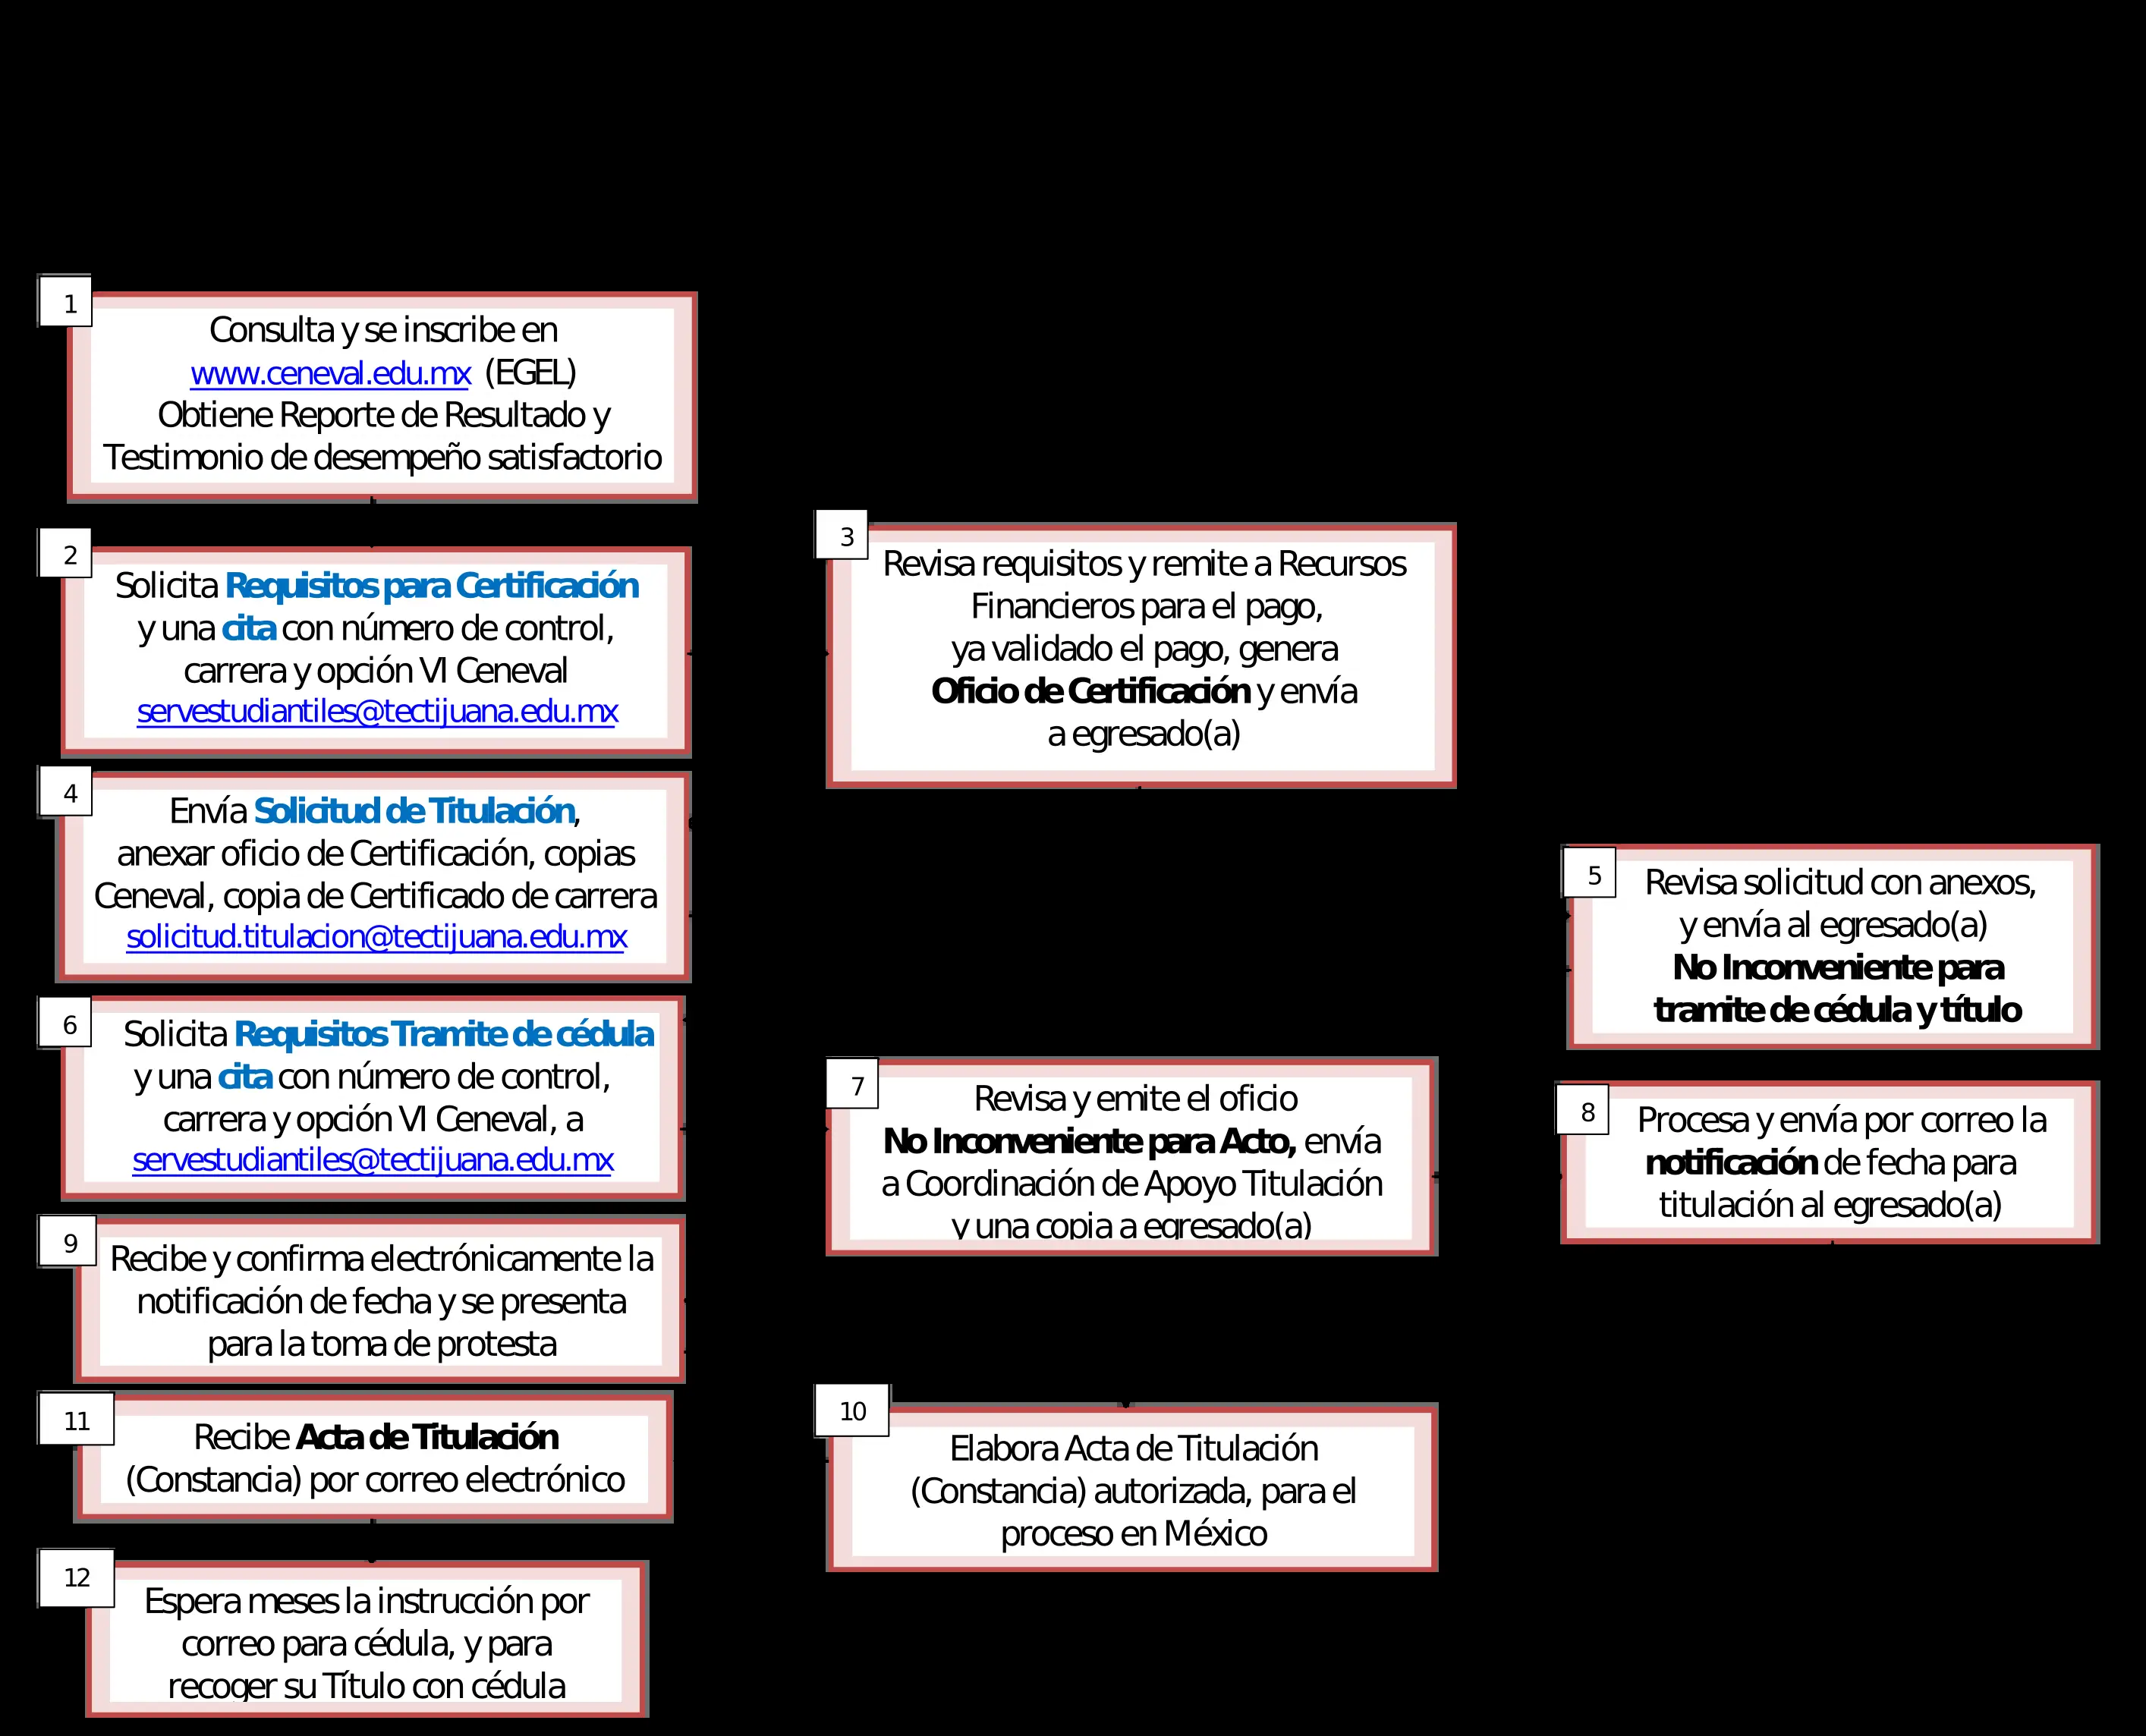 1
Consulta y se inscribe en
www.ceneval.edu.mx (EGEL)
Obtiene Reporte de Resultado y
Testimonio de desempeño satisfactorio
2
Solicita Requisitos para Certificación
y una cita con número de control,
carrera y opción VI Ceneval
servestudiantiles@tectijuana.edu.mx
3
Revisa requisitos y remite a Recursos
Financieros para el pago,
ya validado el pago, genera
Oficio de Certificación y envía
a egresado(a)
4
Envía Solicitud de Titulación,
anexar oficio de Certificación, copias
Ceneval, copia de Certificado de carrera
solicitud.titulacion@tectijuana.edu.mx
5
Revisa solicitud con anexos,
y envía al egresado(a)
No Inconveniente para
tramite de cédula y título
6
Solicita Requisitos Tramite de cédula
y una cita con número de control,
carrera y opción VI Ceneval, a
servestudiantiles@tectijuana.edu.mx
7
Revisa y emite el oficio
No Inconveniente para Acto, envía
a Coordinación de Apoyo Titulación
y una copia a egresado(a)
8
Procesa y envía por correo la
notificación de fecha para
titulación al egresado(a)
9
Recibe y confirma electrónicamente la
notificación de fecha y se presenta
para la toma de protesta
10
Elabora Acta de Titulación
(Constancia) autorizada, para el
proceso en México
11
Recibe Acta de Titulación
(Constancia) por correo electrónico
12
Espera meses la instrucción por
correo para cédula, y para
recoger su Título con cédula